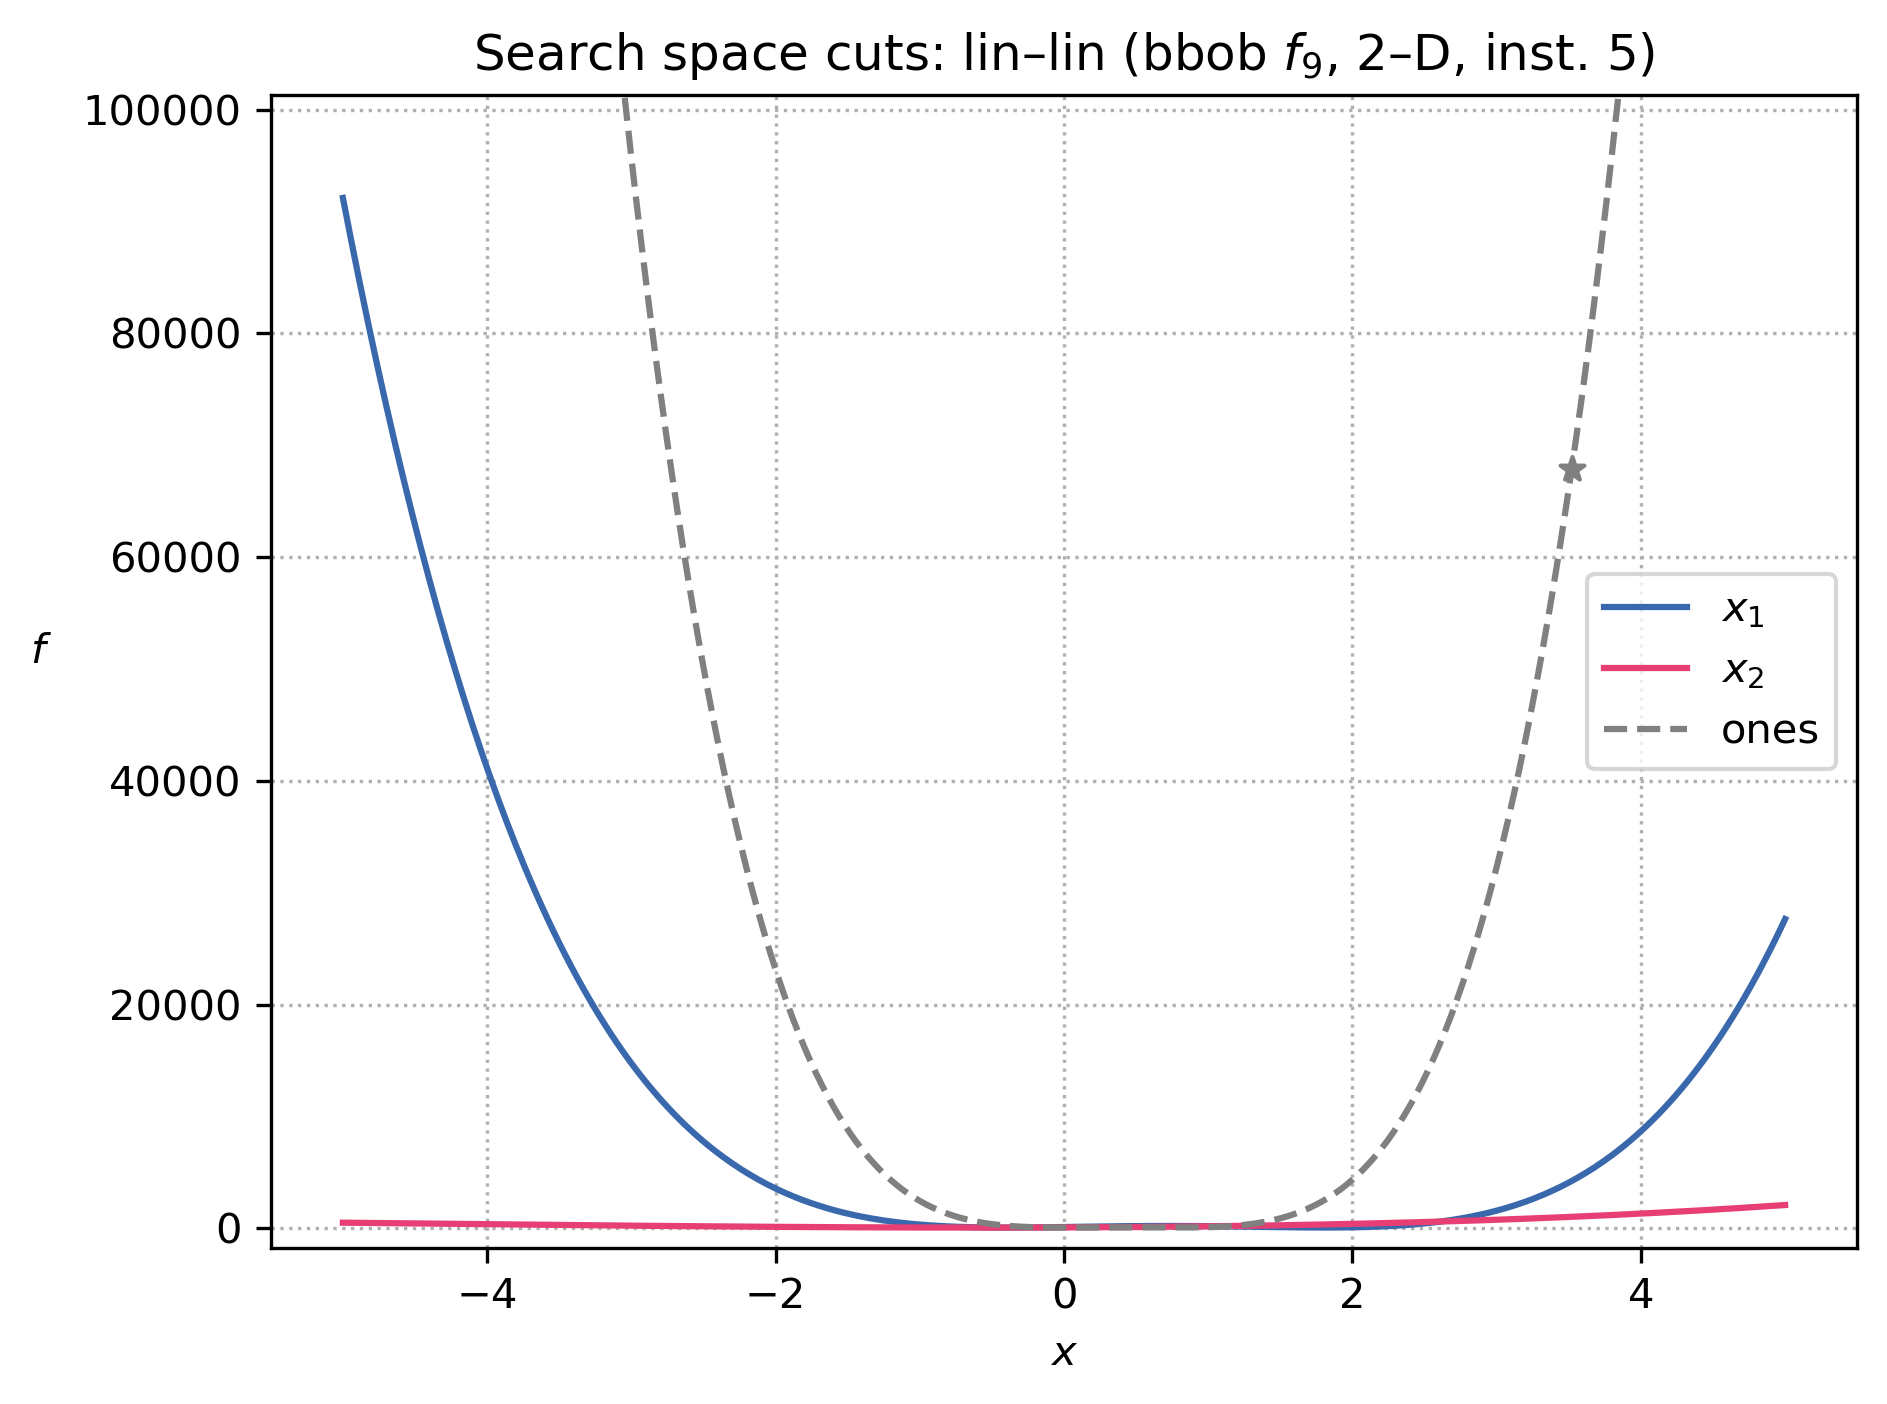 Search space cuts: lin–lin (bbob f₉, 2–D, inst. 5)
100000
80000
60000
40000
20000
0
f
x₁
x₂
ones
−4 −2 0 2 4
x